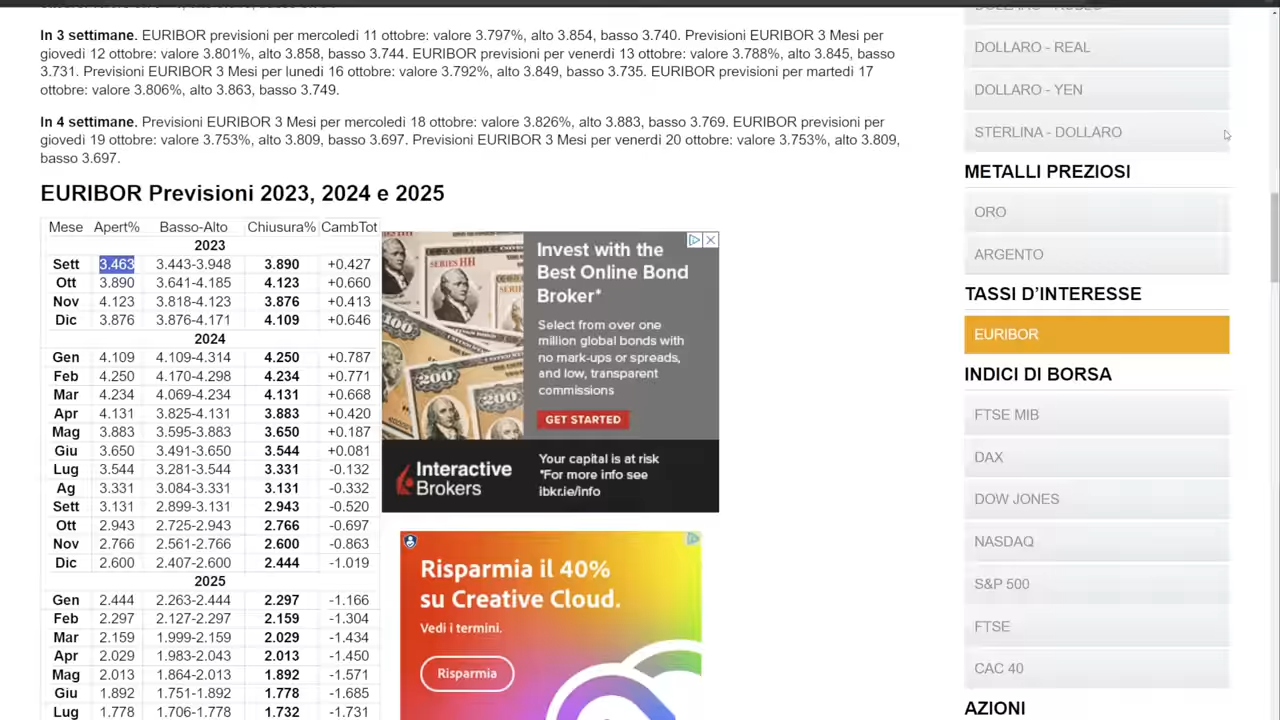 In 3 settimane. EURIBOR previsioni per mercoledì 11 ottobre: valore 3.797%, alto 3.854, basso 3.740. Previsioni EURIBOR 3 Mesi per
giovedì 12 ottobre: valore 3.801%, alto 3.858, basso 3.744. EURIBOR previsioni per venerdì 13 ottobre: valore 3.788%, alto 3.845, basso
3.731. Previsioni EURIBOR 3 Mesi per lunedì 16 ottobre: valore 3.792%, alto 3.849, basso 3.735. EURIBOR previsioni per martedì 17
ottobre: valore 3.806%, alto 3.863, basso 3.749.
In 4 settimane. Previsioni EURIBOR 3 Mesi per mercoledì 18 ottobre: valore 3.826%, alto 3.883, basso 3.769. EURIBOR previsioni per
giovedì 19 ottobre: valore 3.753%, alto 3.809, basso 3.697. Previsioni EURIBOR 3 Mesi per venerdì 20 ottobre: valore 3.753%, alto 3.809,
basso 3.697.
EURIBOR Previsioni 2023, 2024 e 2025
Mese Apert% Basso-Alto Chiusura% CambTot
2023
Sett 3.463 3.443-3.948 3.890 +0.427
Ott 3.890 3.641-4.185 4.123 +0.660
Nov 4.123 3.818-4.123 3.876 +0.413
Dic 3.876 3.876-4.171 4.109 +0.646
2024
Gen 4.109 4.109-4.314 4.250 +0.787
Feb 4.250 4.170-4.298 4.234 +0.771
Mar 4.234 4.069-4.234 4.131 +0.668
Apr 4.131 3.825-4.131 3.883 +0.420
Mag 3.883 3.595-3.883 3.650 +0.187
Giu 3.650 3.491-3.650 3.544 +0.081
Lug 3.544 3.281-3.544 3.331 -0.132
Ag 3.331 3.084-3.331 3.131 -0.332
Sett 3.131 2.899-3.131 2.943 -0.520
Ott 2.943 2.725-2.943 2.766 -0.697
Nov 2.766 2.561-2.766 2.600 -0.863
Dic 2.600 2.407-2.600 2.444 -1.019
2025
Gen 2.444 2.263-2.444 2.297 -1.166
Feb 2.297 2.127-2.297 2.159 -1.304
Mar 2.159 1.999-2.159 2.029 -1.434
Apr 2.029 1.983-2.043 2.013 -1.450
Mag 2.013 1.864-2.013 1.892 -1.571
Giu 1.892 1.751-1.892 1.778 -1.685
Lug 1.778 1.706-1.778 1.732 -1.731
SERIES HH
100
200
200
Invest with the
Best Online Bond
Broker*
Select from over one
million global bonds with
no mark-ups or spreads,
and low, transparent
commissions
GET STARTED
Interactive
Brokers
Your capital is at risk
*For more info see
ibkr.ie/info
Risparmia il 40%
su Creative Cloud.
Vedi i termini.
Risparmia
DOLLARO - REAL
DOLLARO - YEN
STERLINA - DOLLARO
METALLI PREZIOSI
ORO
ARGENTO
TASSI D'INTERESSE
EURIBOR
INDICI DI BORSA
FTSE MIB
DAX
DOW JONES
NASDAQ
S&P 500
FTSE
CAC 40
AZIONI